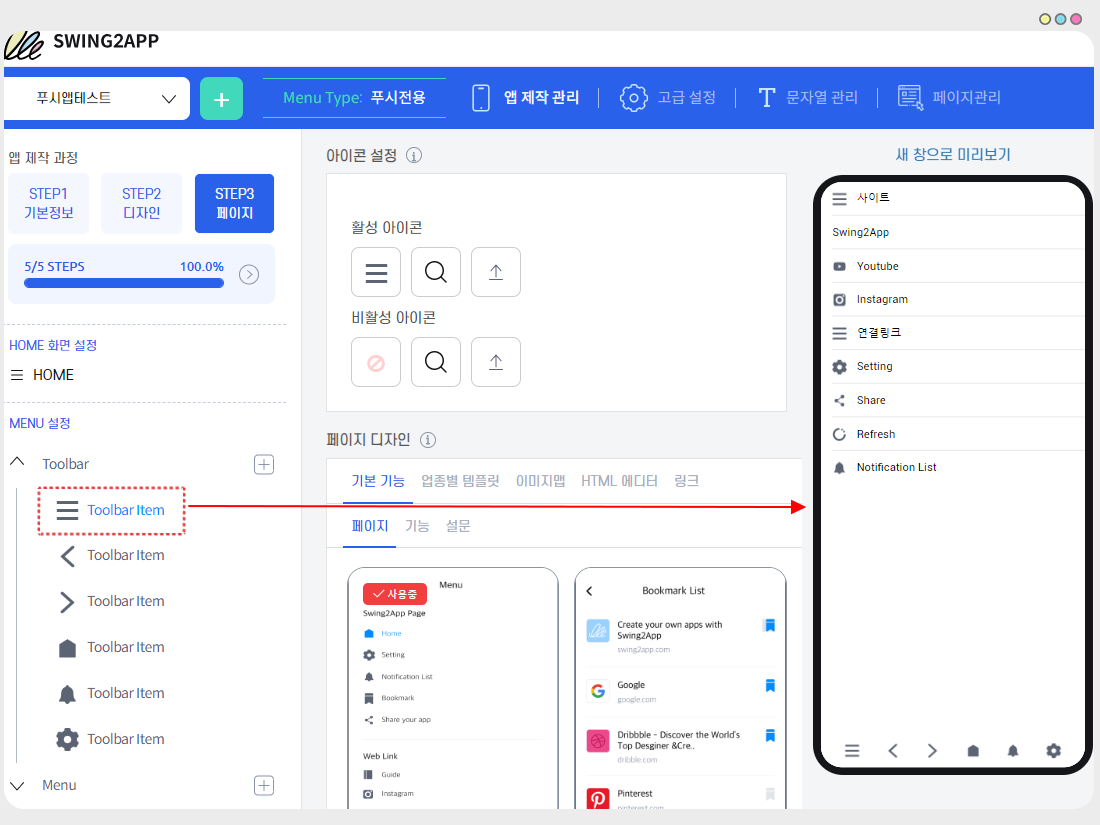 SWING2APP
푸시앱테스트
+
Menu Type: 푸시전용
앱 제작 관리
고급 설정
문자열 관리
페이지관리
앱 제작 과정
STEP1
기본정보
STEP2
디자인
STEP3
페이지
5/5 STEPS
100.0%
HOME 화면 설정
HOME
MENU 설정
Toolbar
Toolbar Item
Toolbar Item
Toolbar Item
Toolbar Item
Toolbar Item
Toolbar Item
Menu
아이콘 설정
활성 아이콘
비활성 아이콘
페이지 디자인
기본 기능
업종별 템플릿
이미지맵
HTML 에디터
링크
페이지
기능
설문
사용중
Menu
Swing2App Page
Home
Setting
Notification List
Bookmark
Share your app
Web Link
Guide
Instagram
Bookmark List
Create your own apps with
Swing2App
swing2app.com
Google
google.com
Dribbble - Discover the World's
Top Desginer &Cre..
dribble.com
Pinterest
pinterest.com
새 창으로 미리보기
사이트
Swing2App
Youtube
Instagram
연결링크
Setting
Share
Refresh
Notification List